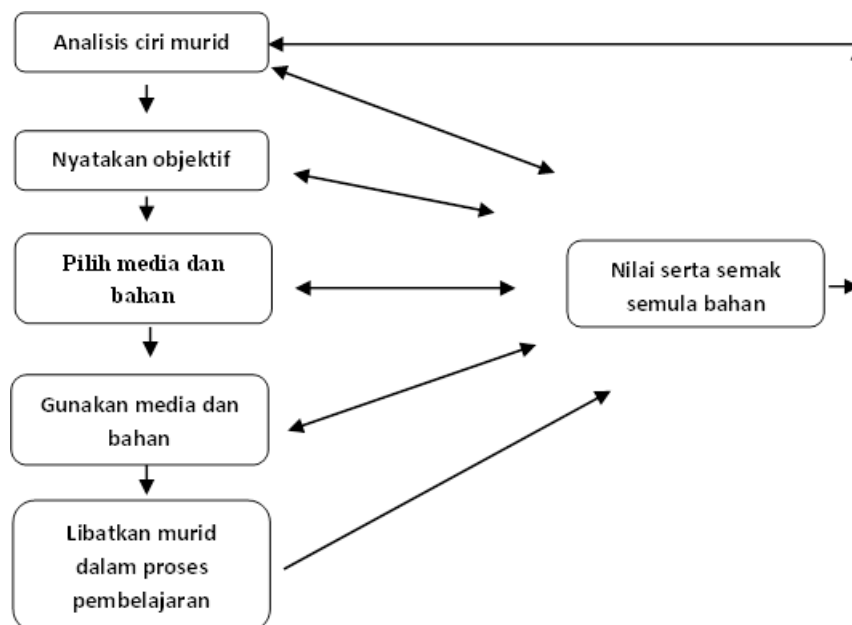 Analisis ciri murid
Nyatakan objektif
Pilih media dan
bahan
Nilai serta semak
semula bahan
Gunakan media dan
bahan
Libatkan murid
dalam proses
pembelajaran